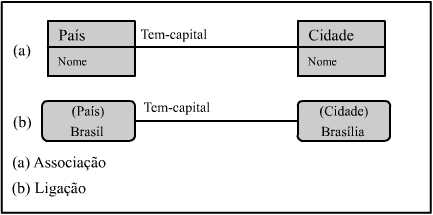 País Tem-capital Cidade
(a)
Nome Nome
Tem-capital
(País) (Cidade)
(b)
Brasil Brasília
(a) Associação
(b) Ligação